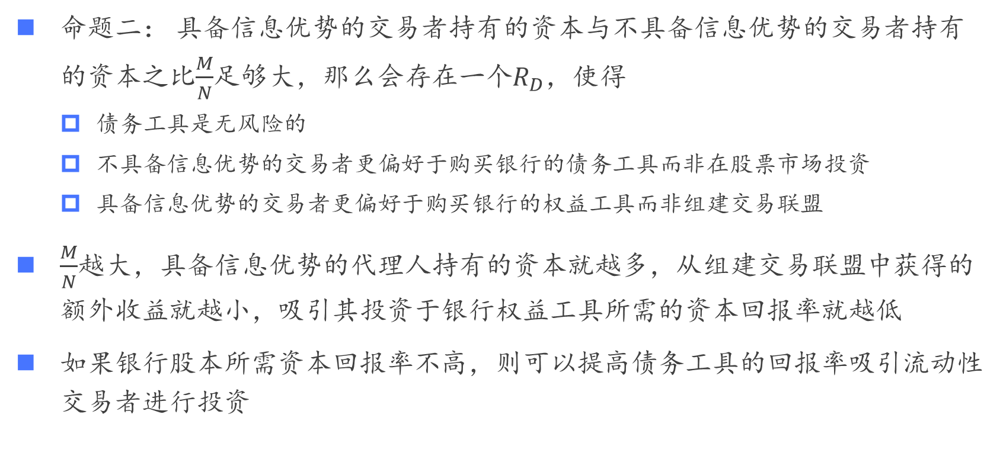 命题二： 具备信息优势的交易者持有的资本与不具备信息优势的交易者持有
的资本之比M/N足够大，那么会存在一个R_D，使得
债务工具是无风险的
不具备信息优势的交易者更偏好于购买银行的债务工具而非在股票市场投资
具备信息优势的交易者更偏好于购买银行的权益工具而非组建交易联盟
M/N越大，具备信息优势的代理人持有的资本就越多，从组建交易联盟中获得的
额外收益就越小，吸引其投资于银行权益工具所需的资本回报率就越低
如果银行股本所需资本回报率不高，则可以提高债务工具的回报率吸引流动性
交易者进行投资